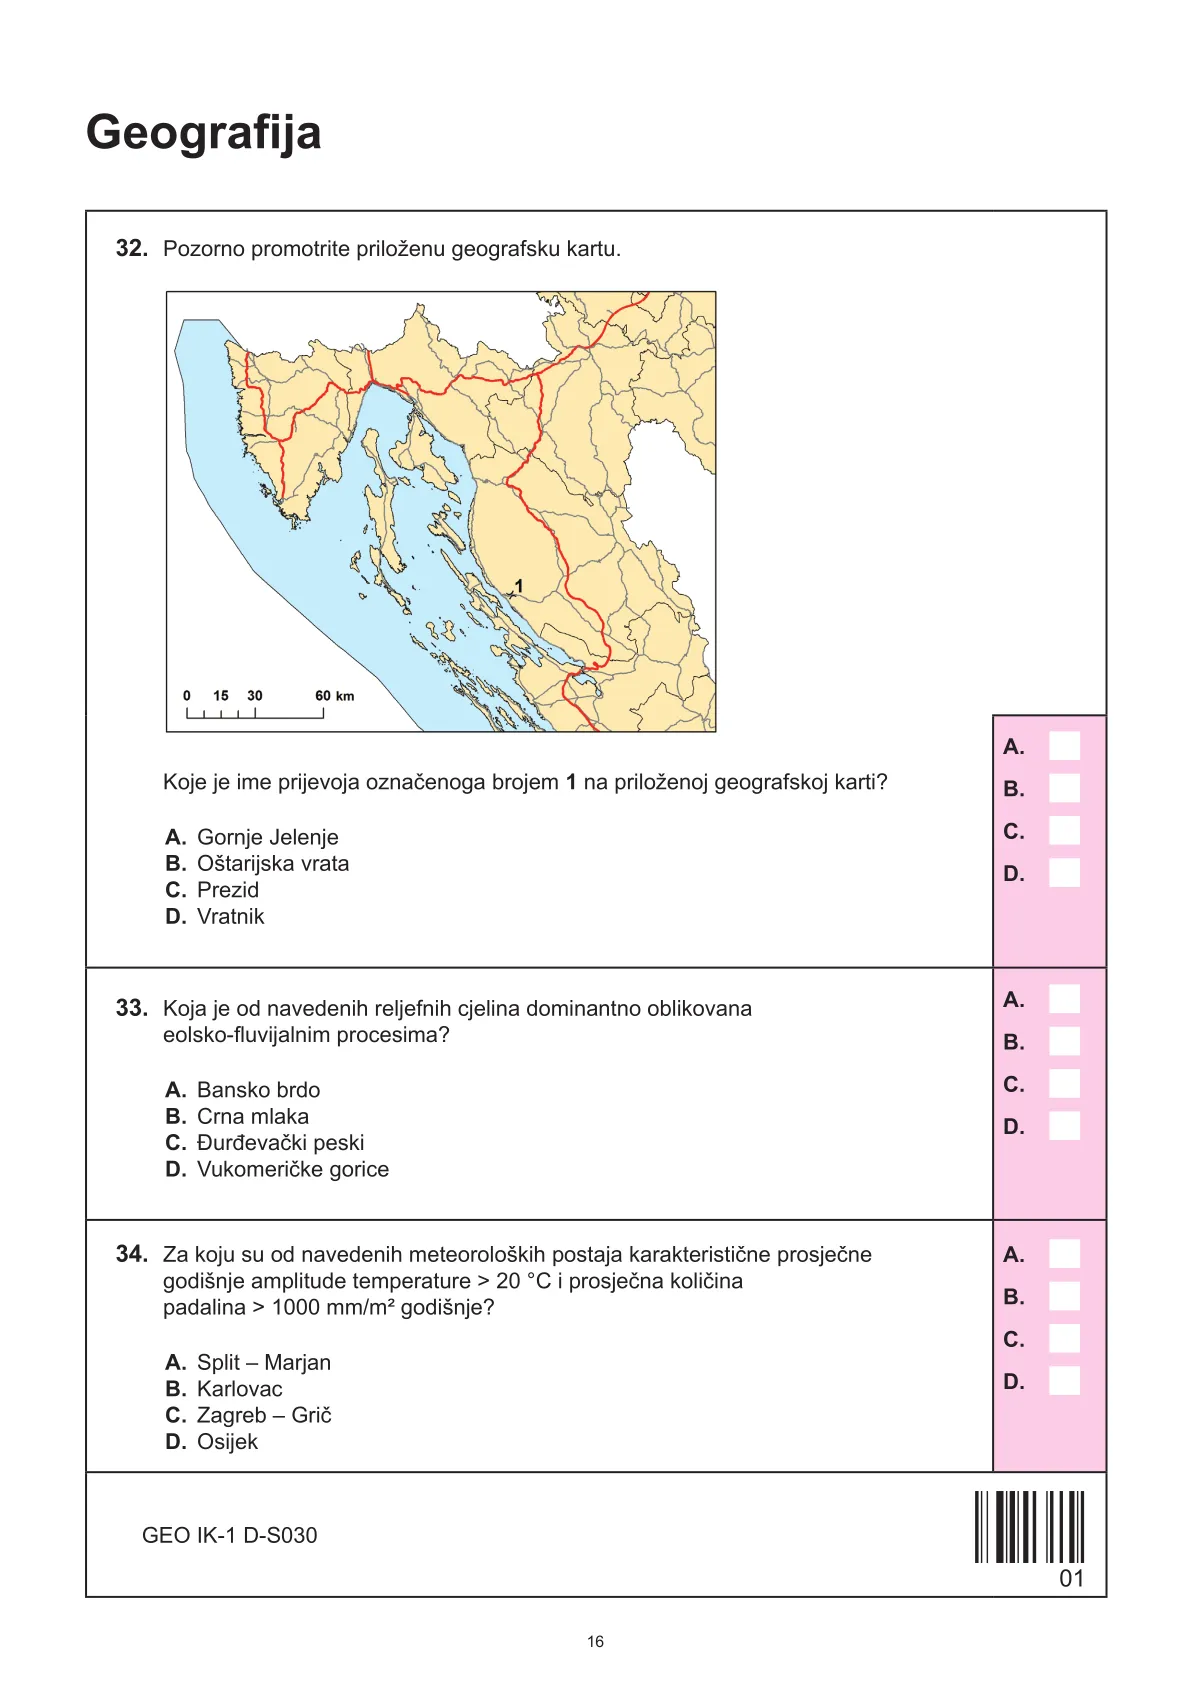 Geografija
32. Pozorno promotrite priloženu geografsku kartu.
1
0 15 30 60 km
Koje je ime prijevoja označenoga brojem 1 na priloženoj geografskoj karti?
A. Gornje Jelenje
B. Oštarijska vrata
C. Prezid
D. Vratnik
A.
B.
C.
D.
33. Koja je od navedenih reljefnih cjelina dominantno oblikovana
eolsko-fluvijalnim procesima?
A. Bansko brdo
B. Crna mlaka
C. Đurđevački peski
D. Vukomeričke gorice
A.
B.
C.
D.
34. Za koju su od navedenih meteoroloških postaja karakteristične prosječne
godišnje amplitude temperature > 20 °C i prosječna količina
padalina > 1000 mm/m² godišnje?
A. Split – Marjan
B. Karlovac
C. Zagreb – Grič
D. Osijek
A.
B.
C.
D.
GEO IK-1 D-S030
01
16